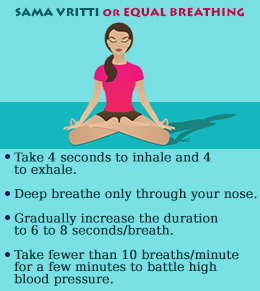 SAMA VRITTI OR EQUAL BREATHING
• Take 4 seconds to inhale and 4
to exhale.
• Deep breathe only through your nose.
• Gradually increase the duration
to 6 to 8 seconds/breath.
• Take fewer than 10 breaths/minute
for a few minutes to battle high
blood pressure.